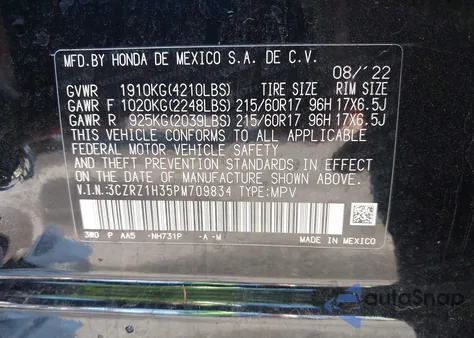 MFD.BY HONDA DE MEXICO S.A. DE C.V.
08/'22
GVWR 1910KG(4210LBS) TIRE SIZE RIM SIZE
GAWR F 1020KG(2248LBS) 215/60R17 96H 17X6.5J
GAWR R 925KG(2039LBS) 215/60R17 96H 17X6.5J
THIS VEHICLE CONFORMS TO ALL APPLICABLE
FEDERAL MOTOR VEHICLE SAFETY
AND THEFT PREVENTION STANDARDS IN EFFECT
ON THE DATE OF MANUFACTURE SHOWN ABOVE.
V.I.N.:3CZRZ1H35PM709834 TYPE:MPV
3W0 P AA5 -NH731P -A-M
MADE IN MEXICO
autoSnap